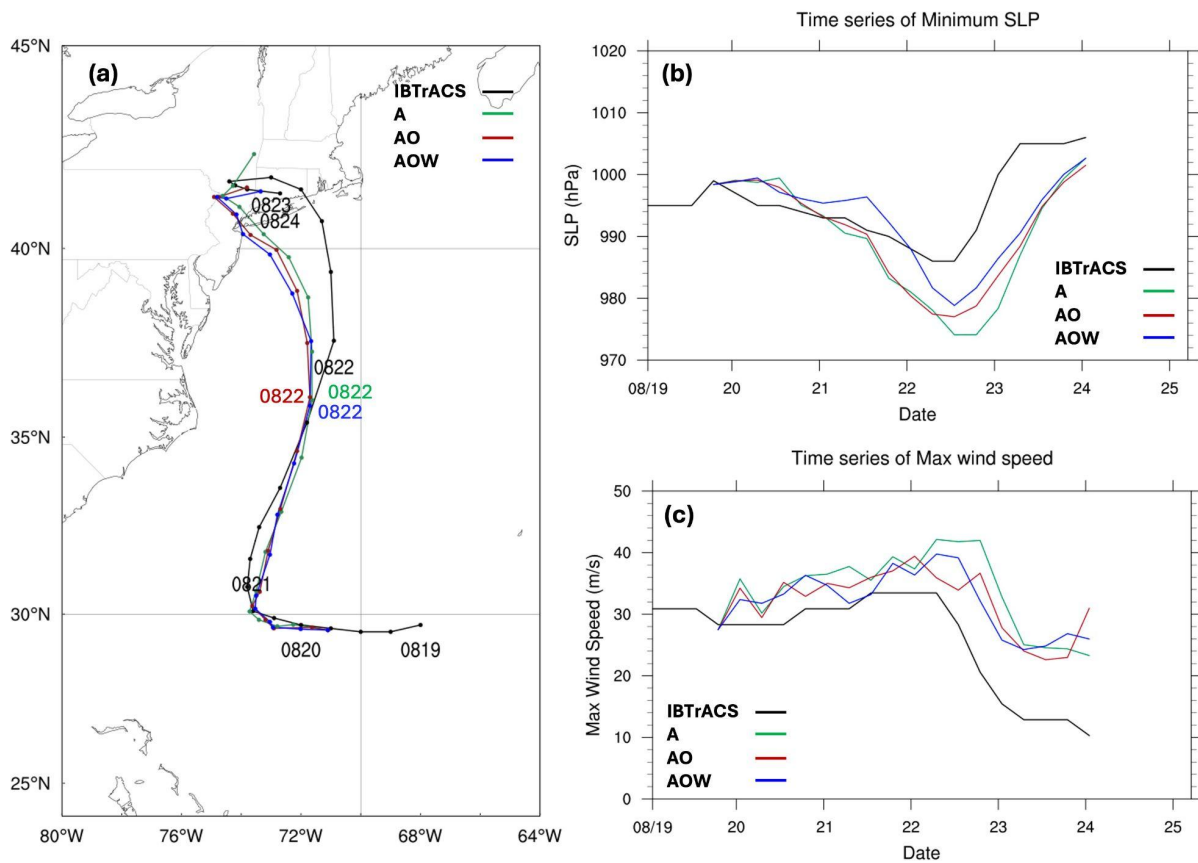 (a)
45°N
40°N
35°N
30°N
25°N
80°W
76°W
72°W
68°W
64°W
IBTrACS
A
AO
AOW
0823
0824
0822
0822
0822
0822
0821
0820
0819
Time series of Minimum SLP
(b)
SLP (hPa)
1020
1010
1000
990
980
970
IBTrACS
A
AO
AOW
08/19
20
21
22
23
24
25
Date
Time series of Max wind speed
(c)
Max Wind Speed (m/s)
50
40
30
20
10
0
IBTrACS
A
AO
AOW
08/19
20
21
22
23
24
25
Date